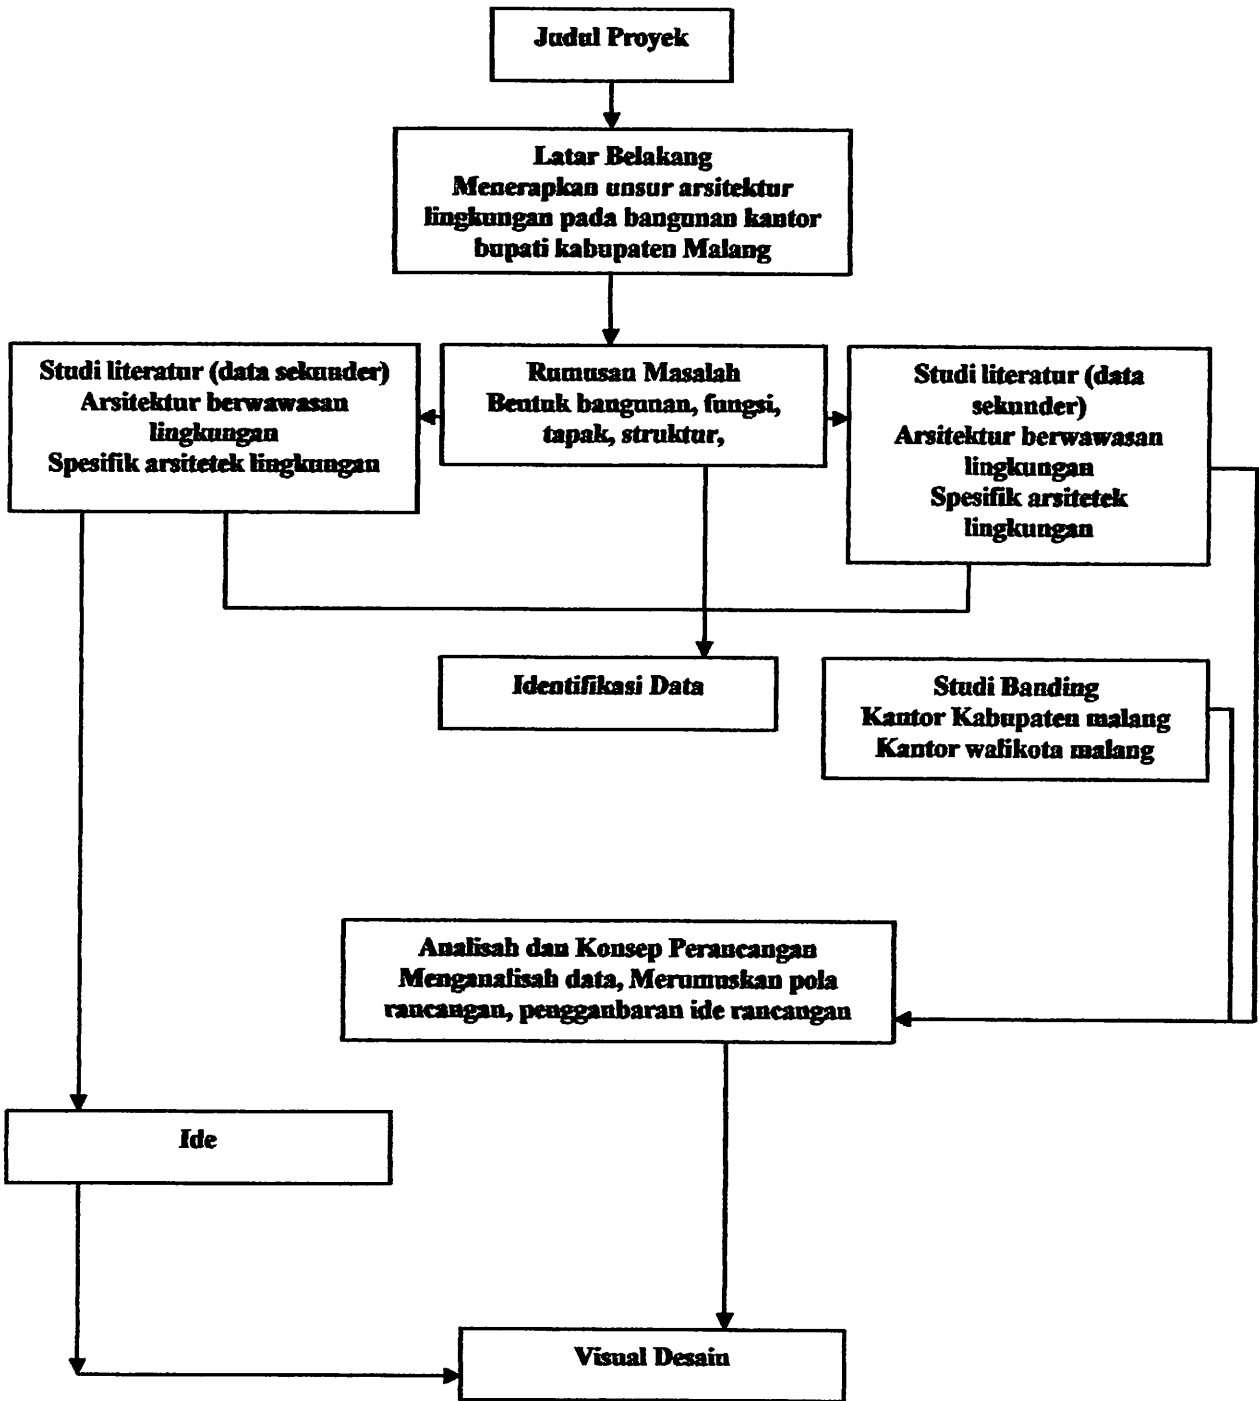 Judul Proyek
Latar Belakang
Menerapkan unsur arsitektur
lingkungan pada bangunan kantor
bupati kabupaten Malang
Studi literatur (data sekunder)
Arsitektur berwawasan
lingkungan
Spesifik arsitetek lingkungan
Rumusan Masalah
Bentuk bangunan, fungsi,
tapak, struktur,
Studi literatur (data
sekunder)
Arsitektur berwawasan
lingkungan
Spesifik arsitetek
lingkungan
Identifikasi Data
Studi Banding
Kantor Kabupaten malang
Kantor walikota malang
Analisah dan Konsep Perancangan
Menganalisah data, Merumuskan pola
rancangan, pengganbaran ide rancangan
Ide
Visual Desain